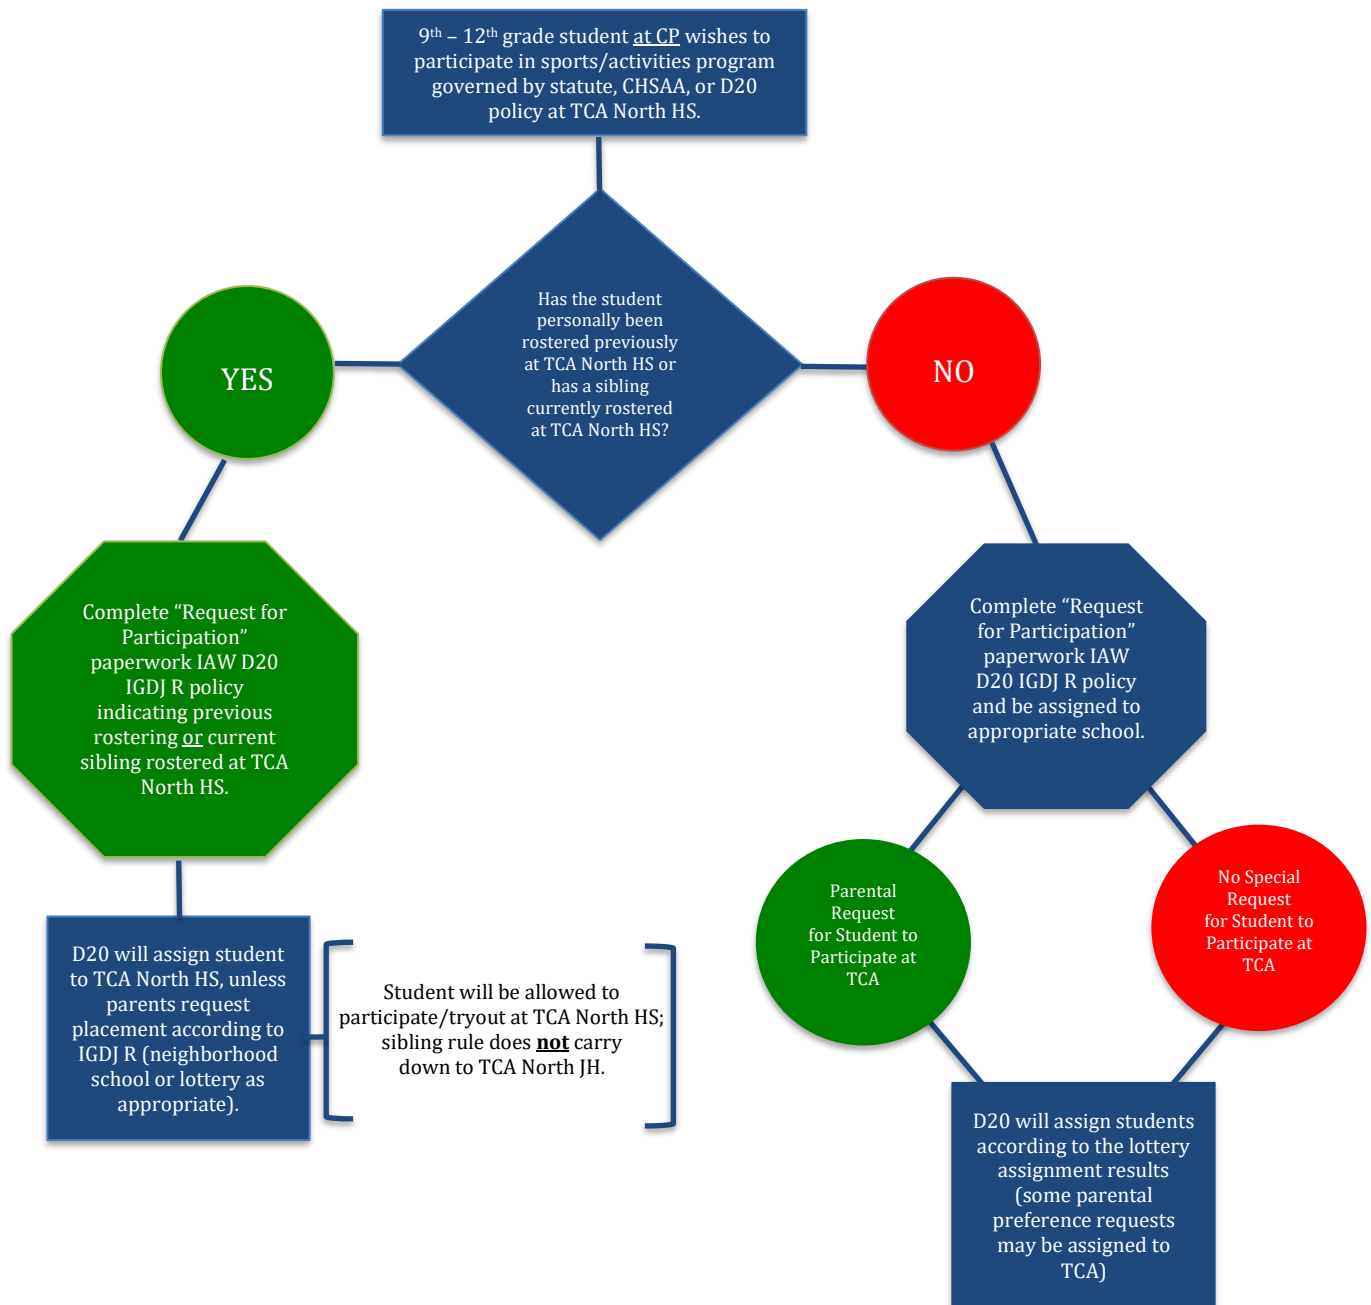 9th – 12th grade student at CP wishes to
participate in sports/activities program
governed by statute, CHSAA, or D20
policy at TCA North HS.
Has the student
personally been
rostered previously
at TCA North HS or
has a sibling
currently rostered
at TCA North HS?
YES
NO
Complete “Request for
Participation”
paperwork IAW D20
IGDJ R policy
indicating previous
rostering or current
sibling rostered at TCA
North HS.
Complete “Request
for Participation”
paperwork IAW
D20 IGDJ R policy
and be assigned to
appropriate school.
Parental
Request
for Student to
Participate at
TCA
No Special
Request
for Student to
Participate at
TCA
D20 will assign student
to TCA North HS, unless
parents request
placement according to
IGDJ R (neighborhood
school or lottery as
appropriate).
Student will be allowed to
participate/tryout at TCA North HS;
sibling rule does not carry
down to TCA North JH.
D20 will assign students
according to the lottery
assignment results
(some parental
preference requests
may be assigned to
TCA)